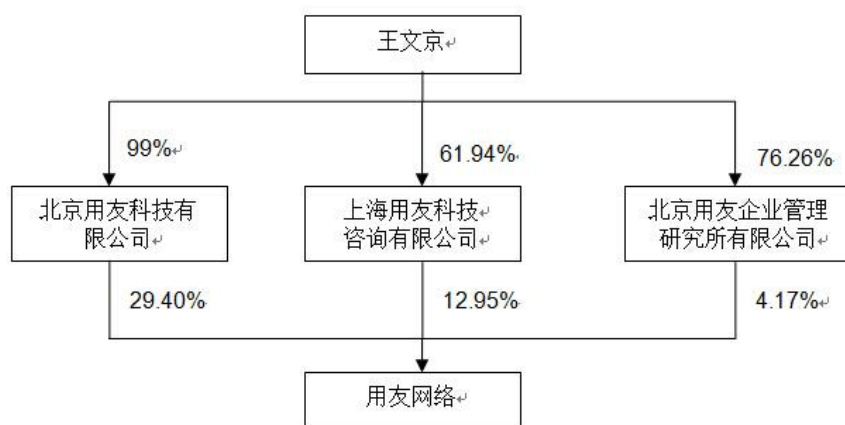 王文京
99%
61.94%
76.26%
北京用友科技有
限公司
上海用友科技
咨询有限公司
北京用友企业管理
研究所有限公司
29.40%
12.95%
4.17%
用友网络